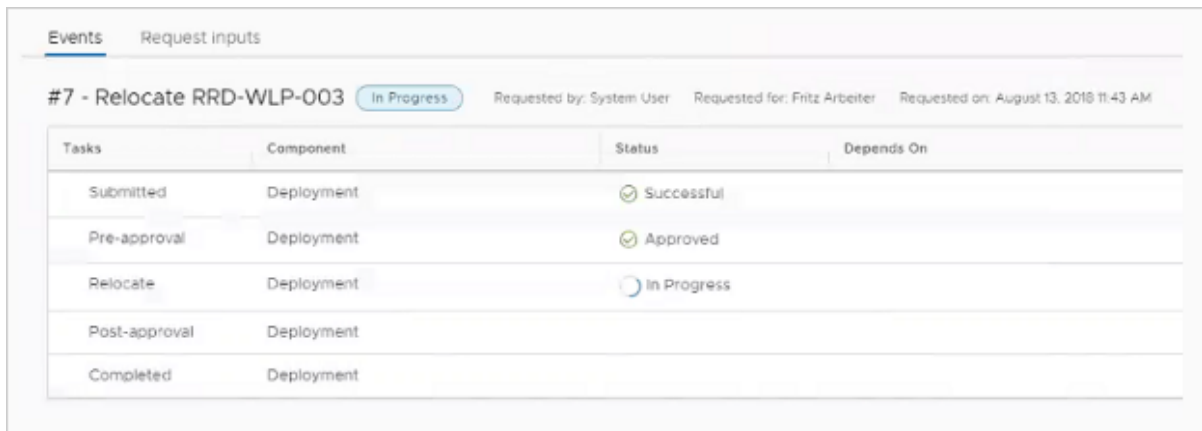 Events Request inputs
#7 - Relocate RRD-WLP-003 In Progress Requested by: System User Requested for: Fritz Arbeiter Requested on: August 13, 2018 11:43 AM
Tasks Component Status Depends On
Submitted Deployment Successful
Pre-approval Deployment Approved
Relocate Deployment In Progress
Post-approval Deployment
Completed Deployment